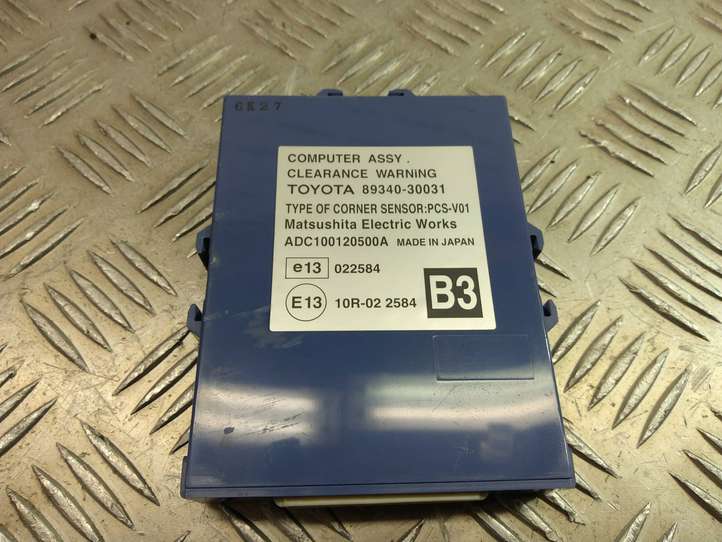 6K27
COMPUTER ASSY.
CLEARANCE WARNING
TOYOTA 89340-30031
TYPE OF CORNER SENSOR:PCS-V01
Matsushita Electric Works
ADC100120500A MADE IN JAPAN
e13 022584
E13 10R-02 2584 B3